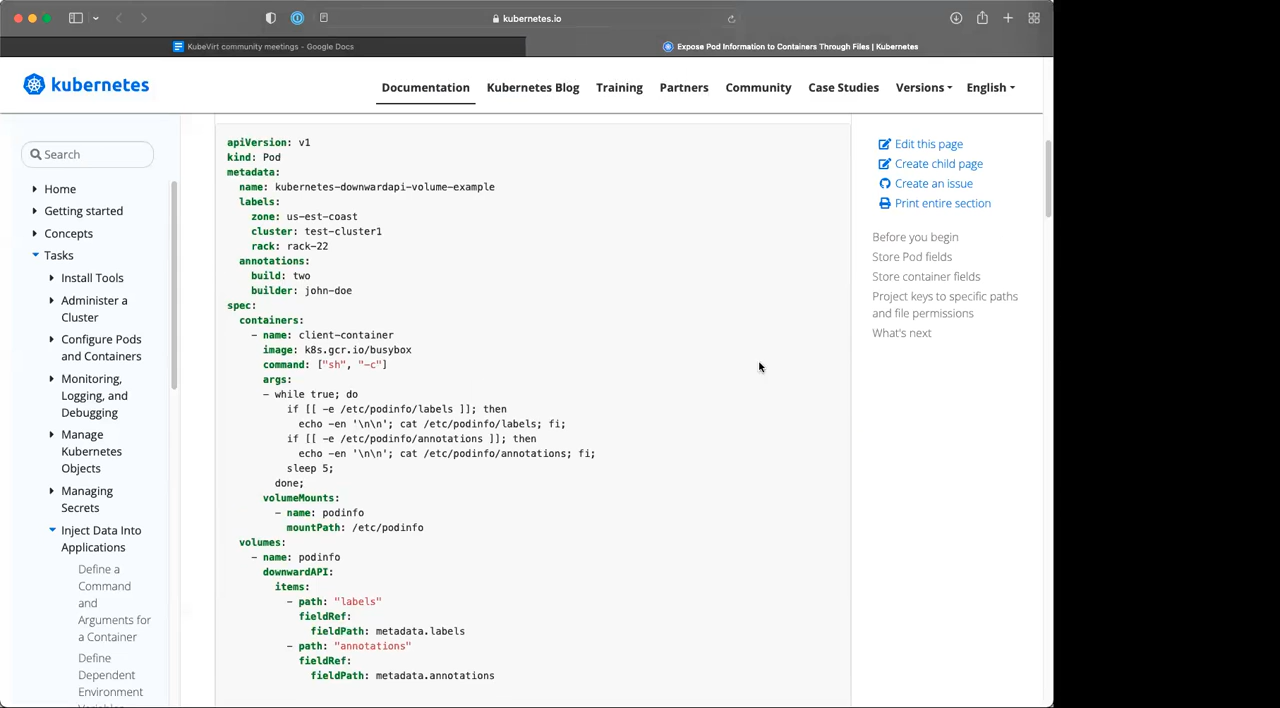 kubernetes.io
KubeVirt community meetings - Google Docs
Expose Pod Information to Containers Through Files | Kubernetes
kubernetes
Documentation
Kubernetes Blog
Training
Partners
Community
Case Studies
Versions
English
Search
Home
Getting started
Concepts
Tasks
Install Tools
Administer a
Cluster
Configure Pods
and Containers
Monitoring,
Logging, and
Debugging
Manage
Kubernetes
Objects
Managing
Secrets
Inject Data Into
Applications
Define a
Command
and
Arguments for
a Container
Define
Dependent
Environment
apiVersion: v1
kind: Pod
metadata:
name: kubernetes-downwardapi-volume-example
labels:
zone: us-est-coast
cluster: test-cluster1
rack: rack-22
annotations:
build: two
builder: john-doe
spec:
containers:
- name: client-container
image: k8s.gcr.io/busybox
command: ["sh", "-c"]
args:
- while true; do
if [[ -e /etc/podinfo/labels ]]; then
echo -en '\n\n'; cat /etc/podinfo/labels; fi;
if [[ -e /etc/podinfo/annotations ]]; then
echo -en '\n\n'; cat /etc/podinfo/annotations; fi;
sleep 5;
done;
volumeMounts:
- name: podinfo
mountPath: /etc/podinfo
volumes:
- name: podinfo
downwardAPI:
items:
- path: "labels"
fieldRef:
fieldPath: metadata.labels
- path: "annotations"
fieldRef:
fieldPath: metadata.annotations
Edit this page
Create child page
Create an issue
Print entire section
Before you begin
Store Pod fields
Store container fields
Project keys to specific paths
and file permissions
What's next